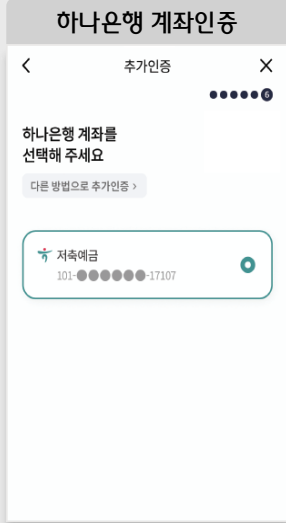 하나은행 계좌인증
추가인증
6
하나은행 계좌를
선택해 주세요
다른 방법으로 추가인증 >
저축예금
101-●●●●●●-17107